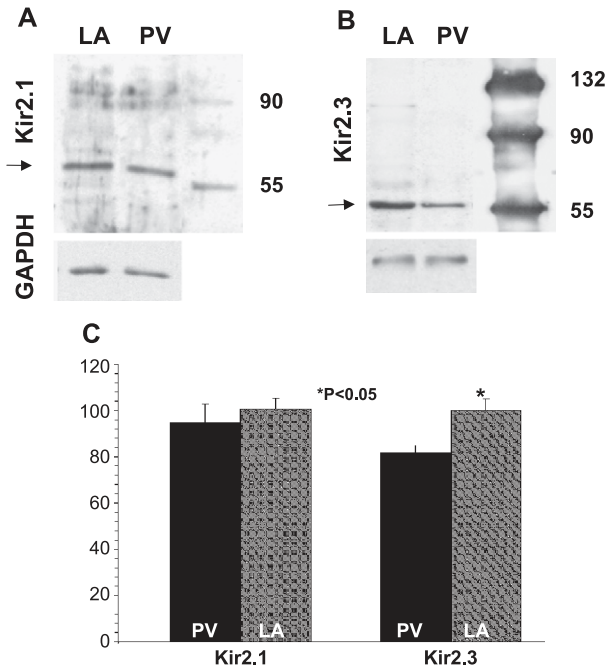 A
LA PV
Kir2.1
90
55
GAPDH
B
LA PV
Kir2.3
132
90
55
C
120
100
80
60
40
20
0
*P<0.05
*
PV LA
PV LA
Kir2.1 Kir2.3